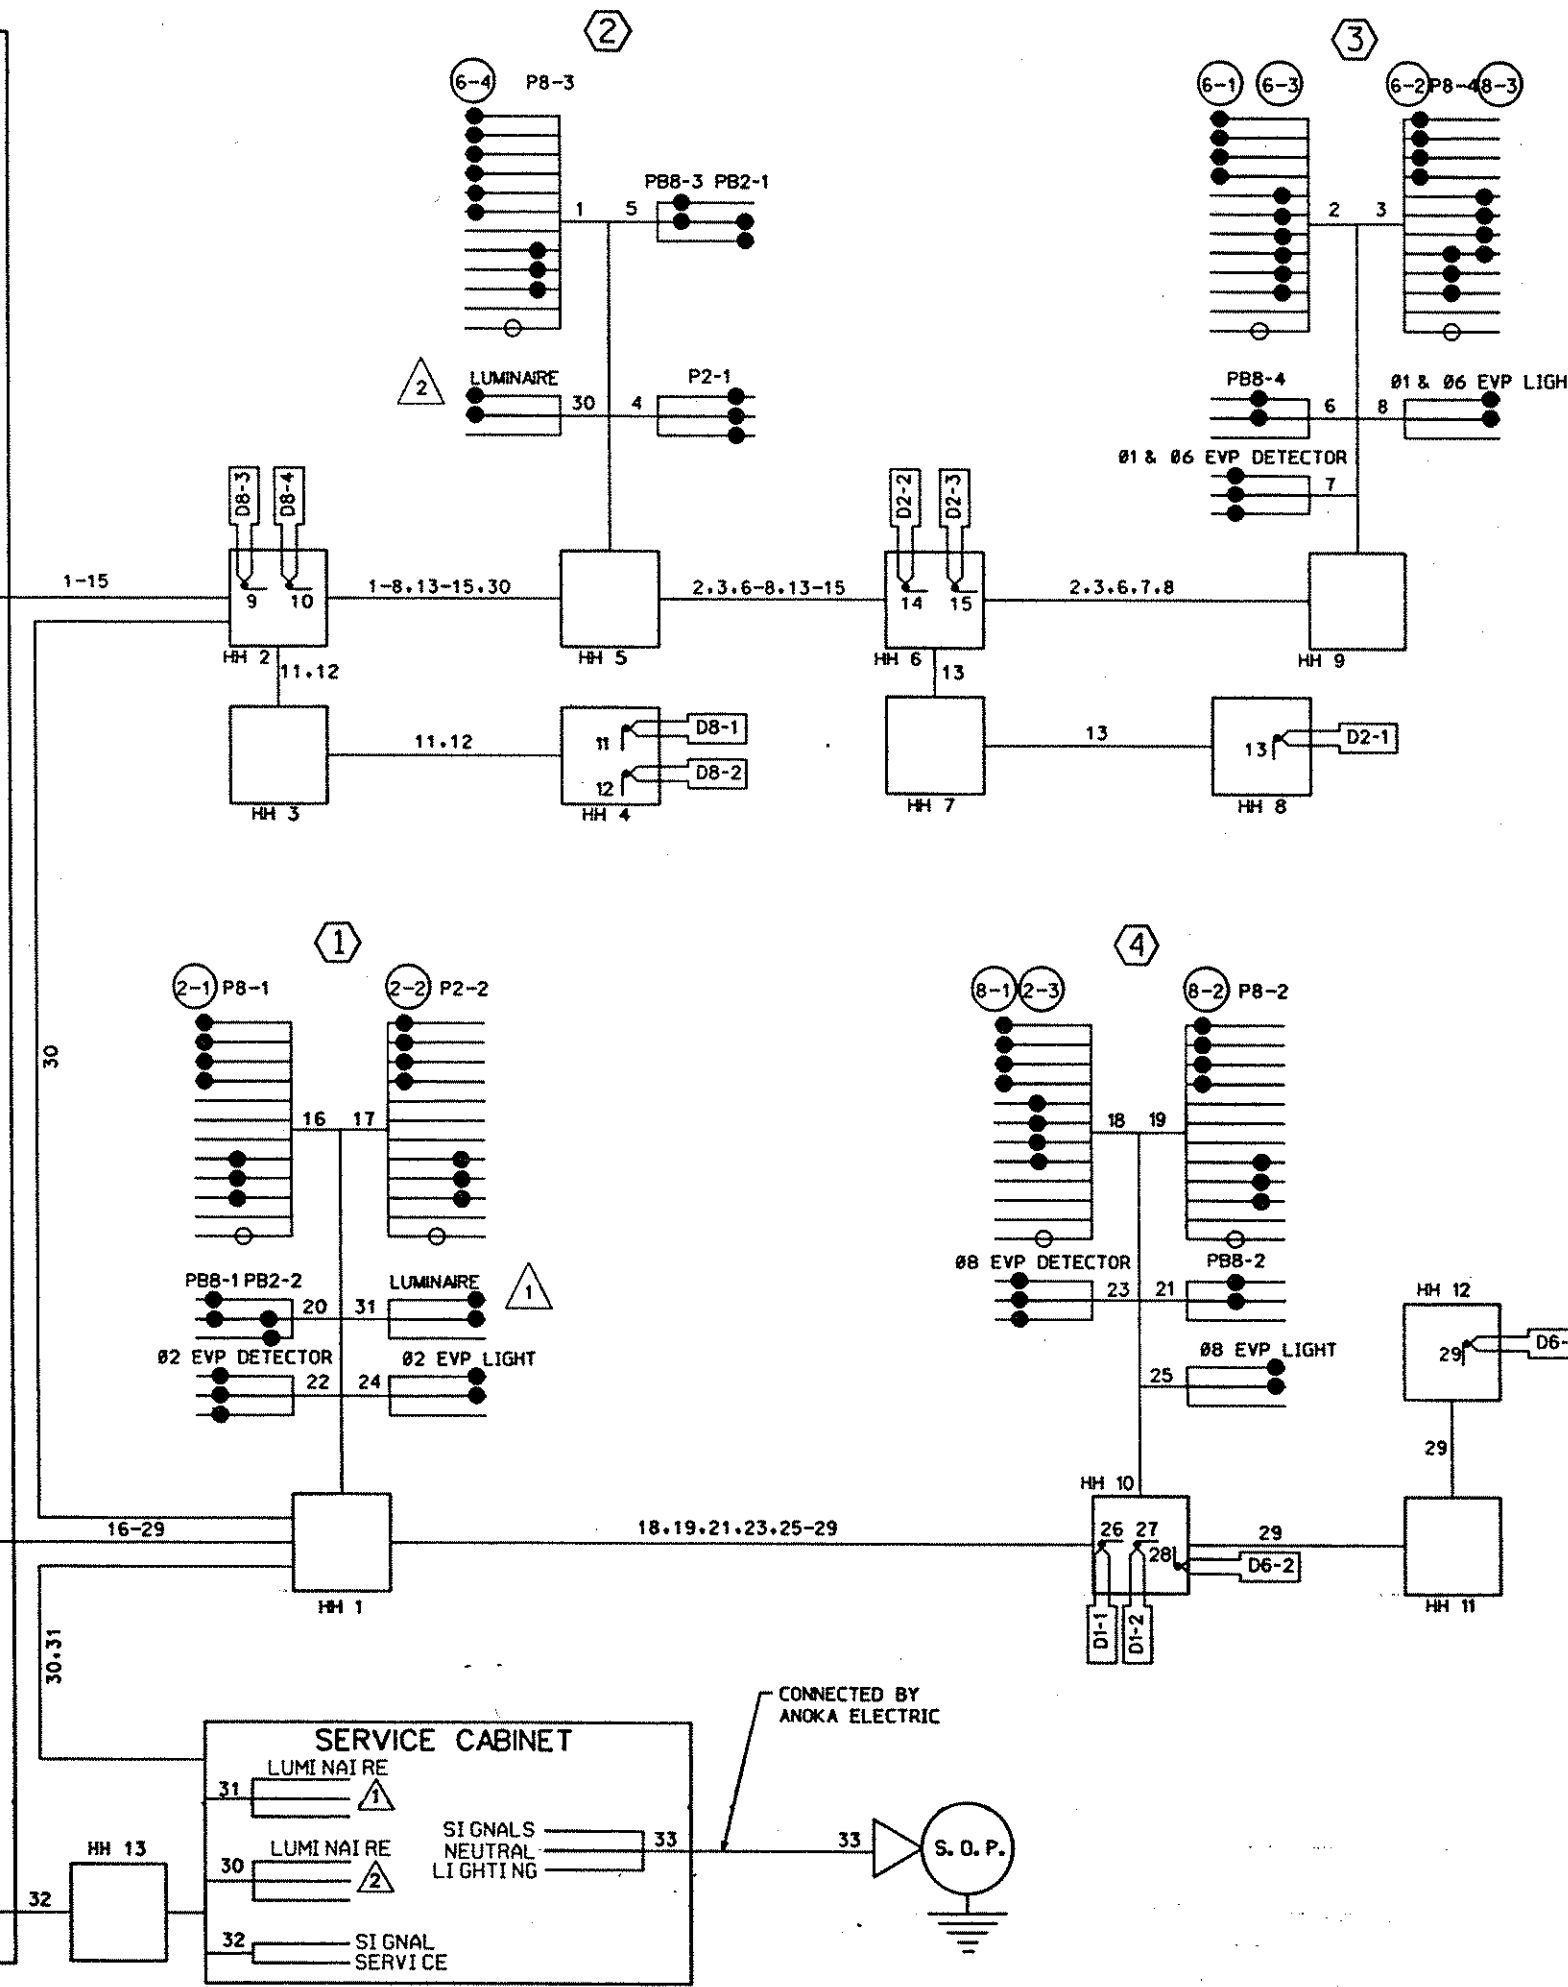 2
3
6-4 P8-3
6-1 6-3
6-2 P8-4 8-3
PB8-3 PB2-1
1 5
2 3
2
LUMINAIRE
P2-1
30 4
PB8-4
01 & 06 EVP LIGH
6 8
01 & 06 EVP DETECTOR
7
D8-3
D8-4
D2-2
D2-3
1-15
9 10
1-8.13-15.30
2.3.6-8.13-15
14 15
2.3.6.7.8
HH 2
HH 5
HH 6
HH 9
11.12
13
11.12
11
D8-1
12
D8-2
13
13
D2-1
HH 3
HH 4
HH 7
HH 8
1
4
2-1 P8-1
2-2 P2-2
8-1 2-3
8-2 P8-2
30
16 17
18 19
PB8-1 PB2-2
LUMINAIRE
1
20 31
08 EVP DETECTOR
PB8-2
23 21
HH 12
29
D6-
02 EVP DETECTOR
02 EVP LIGHT
22 24
08 EVP LIGHT
25
29
HH 10
16-29
18.19.21.23.25-29
26 27
28
29
D6-2
HH 1
HH 11
D1-1
D1-2
30.31
CONNECTED BY
ANOKA ELECTRIC
SERVICE CABINET
LUMINAIRE
31
1
LUMINAIRE
30
2
SIGNALS
NEUTRAL
LIGHTING
33
33
S.O.P.
HH 13
32
32
SIGNAL
SERVICE